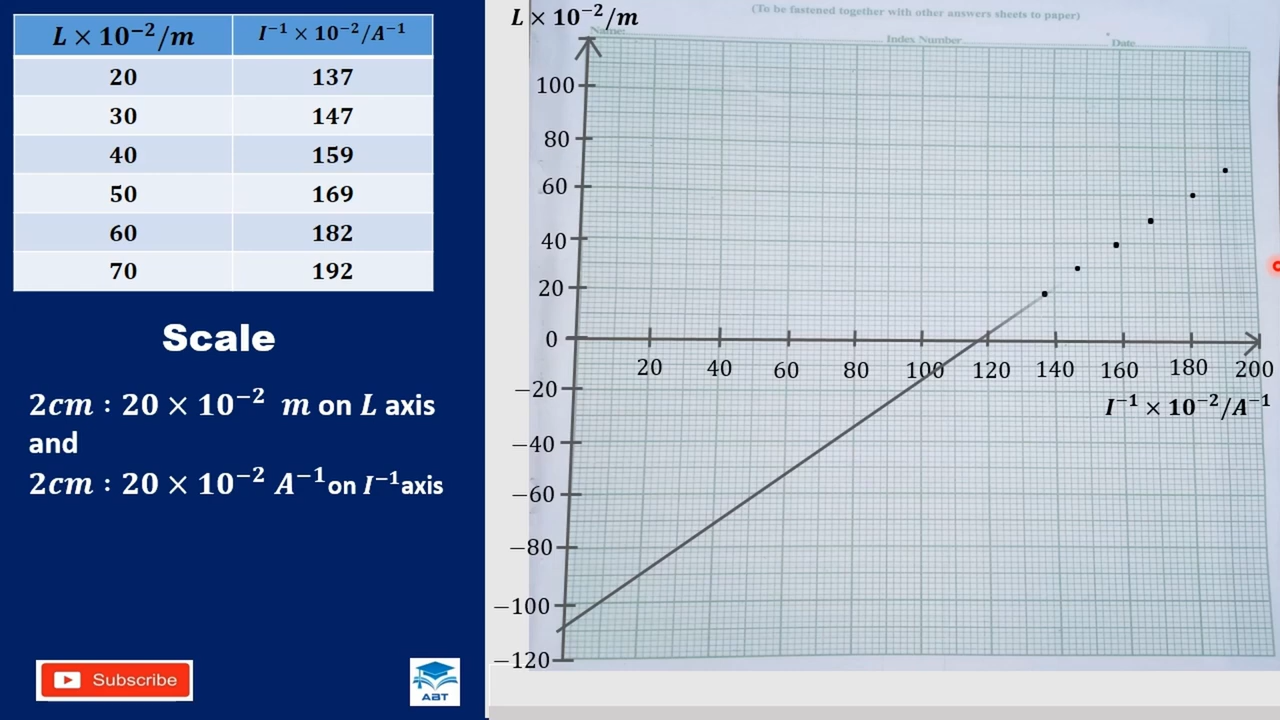 L × 10⁻²/m I⁻¹ × 10⁻²/A⁻¹
20 137
30 147
40 159
50 169
60 182
70 192
Scale
2cm : 20 × 10⁻² m on L axis
and
2cm : 20 × 10⁻² A⁻¹ on I⁻¹ axis
Subscribe
ABT
L × 10⁻²/m
(To be fastened together with other answers sheets to paper)
Name:
Index Number
Date
100
80
60
40
20
0
−20
−40
−60
−80
−100
−120
20 40 60 80 100 120 140 160 180 200
I⁻¹ × 10⁻²/A⁻¹